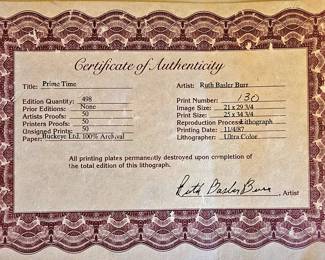 Certificate of Authenticity
Title: Prime Time
Artist: Ruth Basler Burr
Edition Quantity: 498
Prior Editions: None
Artists Proofs: 50
Printers Proofs: 50
Unsigned Prints: 50
Paper: Buckeye Ltd. 100% Archival
Print Number: 130
Image Size: 21 x 29 3/4
Print Size: 25 x 34 3/4
Reproduction Process: Lithograph
Printing Date: 11/4/87
Lithographer: Ultra Color
All printing plates permanently destroyed upon completion of
the total edition of this lithograph.
Ruth Basler Burr , Artist